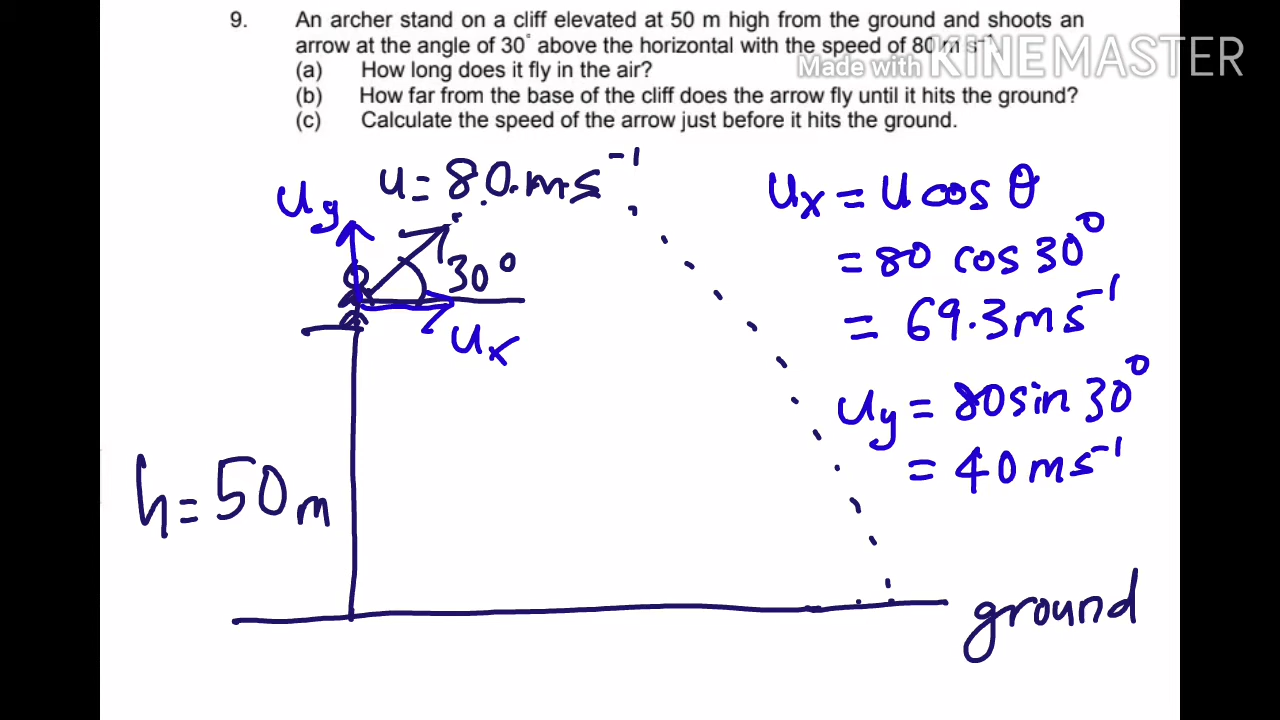 9. An archer stand on a cliff elevated at 50 m high from the ground and shoots an
arrow at the angle of 30° above the horizontal with the speed of 80 m s⁻¹.
Made with KINEMASTER
(a) How long does it fly in the air?
(b) How far from the base of the cliff does the arrow fly until it hits the ground?
(c) Calculate the speed of the arrow just before it hits the ground.
u = 80 ms⁻¹
uy
30°
ux
h = 50 m
ground
ux = u cos θ
= 80 cos 30°
= 69.3 ms⁻¹
uy = 80 sin 30°
= 40 ms⁻¹